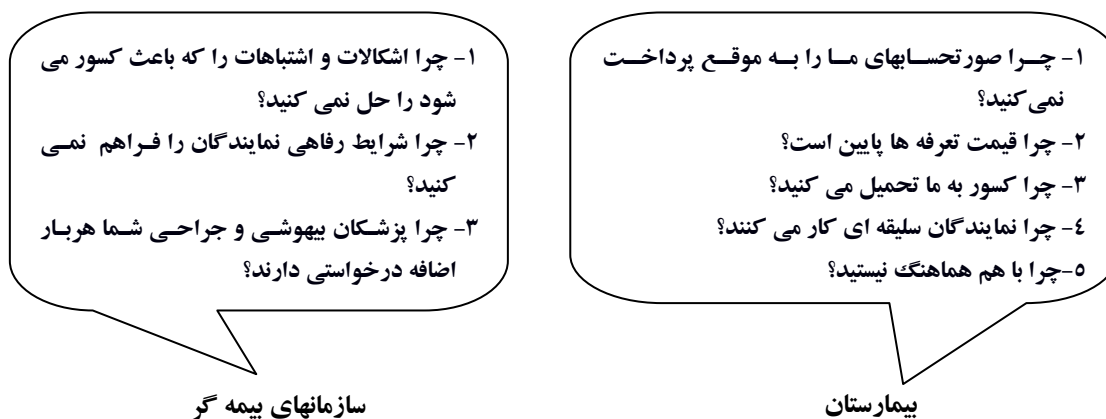 ۱- چرا صورتحسابهای ما را به موقع پرداخت
نمی‌کنید؟
۲- چرا قیمت تعرفه ها پایین است؟
۳- چرا کسور به ما تحمیل می کنید؟
٤- چرا نمایندگان سلیقه ای کار می کنند؟
٥-چرا با هم هماهنگ نیستید؟
بیمارستان
۱- چرا اشکالات و اشتباهات را که باعث کسور می
شود را حل نمی کنید؟
۲- چرا شرایط رفاهی نمایندگان را فراهم نمی
کنید؟
۳- چرا پزشکان بیهوشی و جراحی شما هربار
اضافه درخواستی دارند؟
سازمانهای بیمه گر